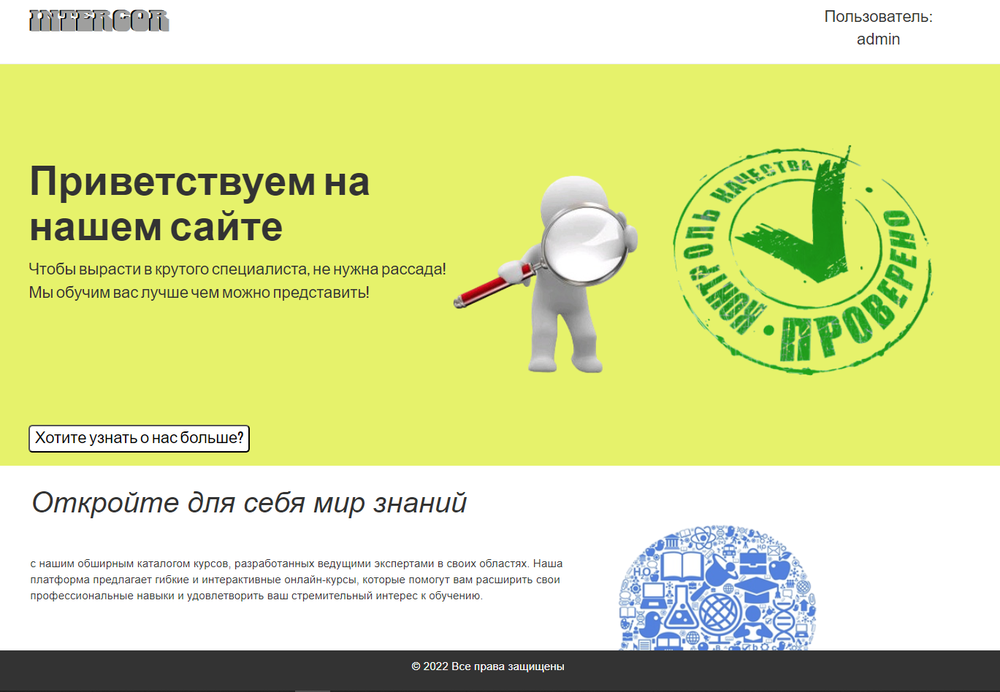 INTERCOR
Пользователь:
admin
Приветствуем на
нашем сайте
Чтобы вырасти в крутого специалиста, не нужна рассада!
Мы обучим вас лучше чем можно представить!
КОНТРОЛЬ КАЧЕСТВА
• ПРОВЕРЕНО
Хотите узнать о нас больше?
Откройте для себя мир знаний
с нашим обширным каталогом курсов, разработанных ведущими экспертами в своих областях. Наша
платформа предлагает гибкие и интерактивные онлайн-курсы, которые помогут вам расширить свои
профессиональные навыки и удовлетворить ваш стремительный интерес к обучению.
H₂O
© 2022 Все права защищены